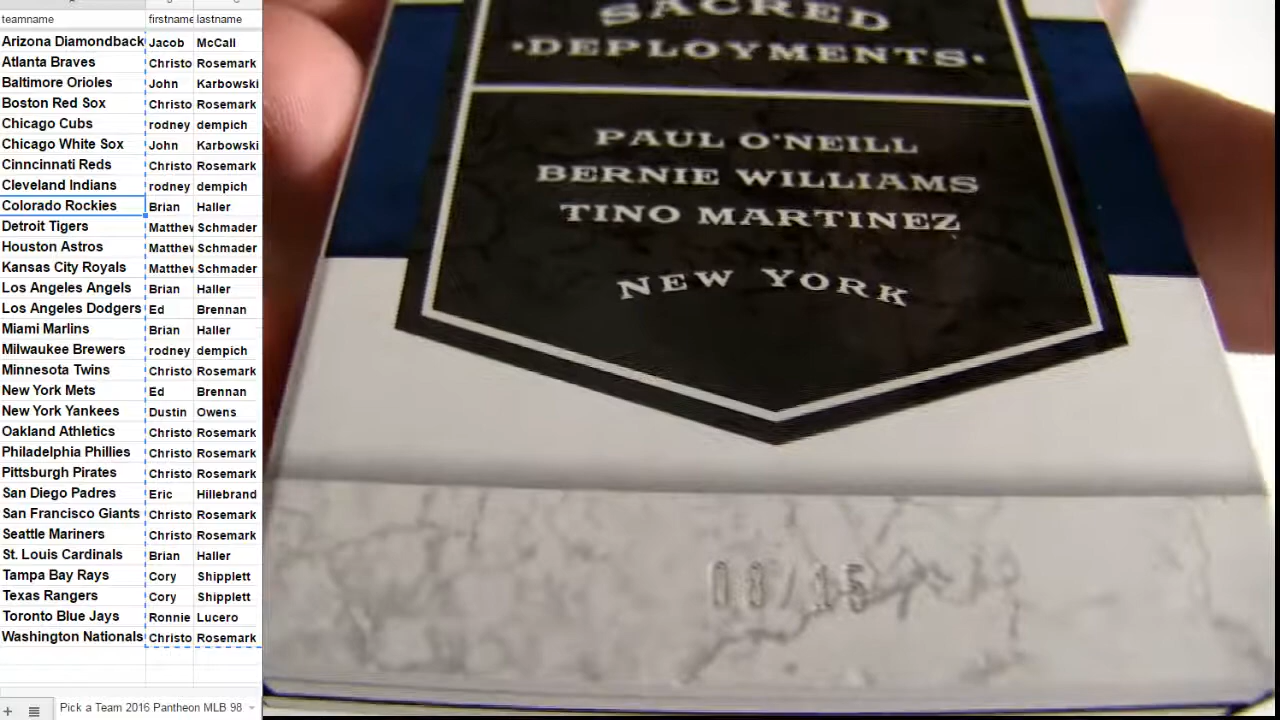 teamname firstname lastname
Arizona Diamondback Jacob McCall
Atlanta Braves Christo Rosemark
Baltimore Orioles John Karbowski
Boston Red Sox Christo Rosemark
Chicago Cubs rodney dempich
Chicago White Sox John Karbowski
Cinncinnati Reds Christo Rosemark
Cleveland Indians rodney dempich
Colorado Rockies Brian Haller
Detroit Tigers Matthew Schmader
Houston Astros Matthew Schmader
Kansas City Royals Matthew Schmader
Los Angeles Angels Brian Haller
Los Angeles Dodgers Ed Brennan
Miami Marlins Brian Haller
Milwaukee Brewers rodney dempich
Minnesota Twins Christo Rosemark
New York Mets Ed Brennan
New York Yankees Dustin Owens
Oakland Athletics Christo Rosemark
Philadelphia Phillies Christo Rosemark
Pittsburgh Pirates Christo Rosemark
San Diego Padres Eric Hillebrand
San Francisco Giants Christo Rosemark
Seattle Mariners Christo Rosemark
St. Louis Cardinals Brian Haller
Tampa Bay Rays Cory Shipplett
Texas Rangers Cory Shipplett
Toronto Blue Jays Ronnie Lucero
Washington Nationals Christo Rosemark
Pick a Team 2016 Pantheon MLB 98
SACRED
·DEPLOYMENTS·
PAUL O'NEILL
BERNIE WILLIAMS
TINO MARTINEZ
NEW YORK